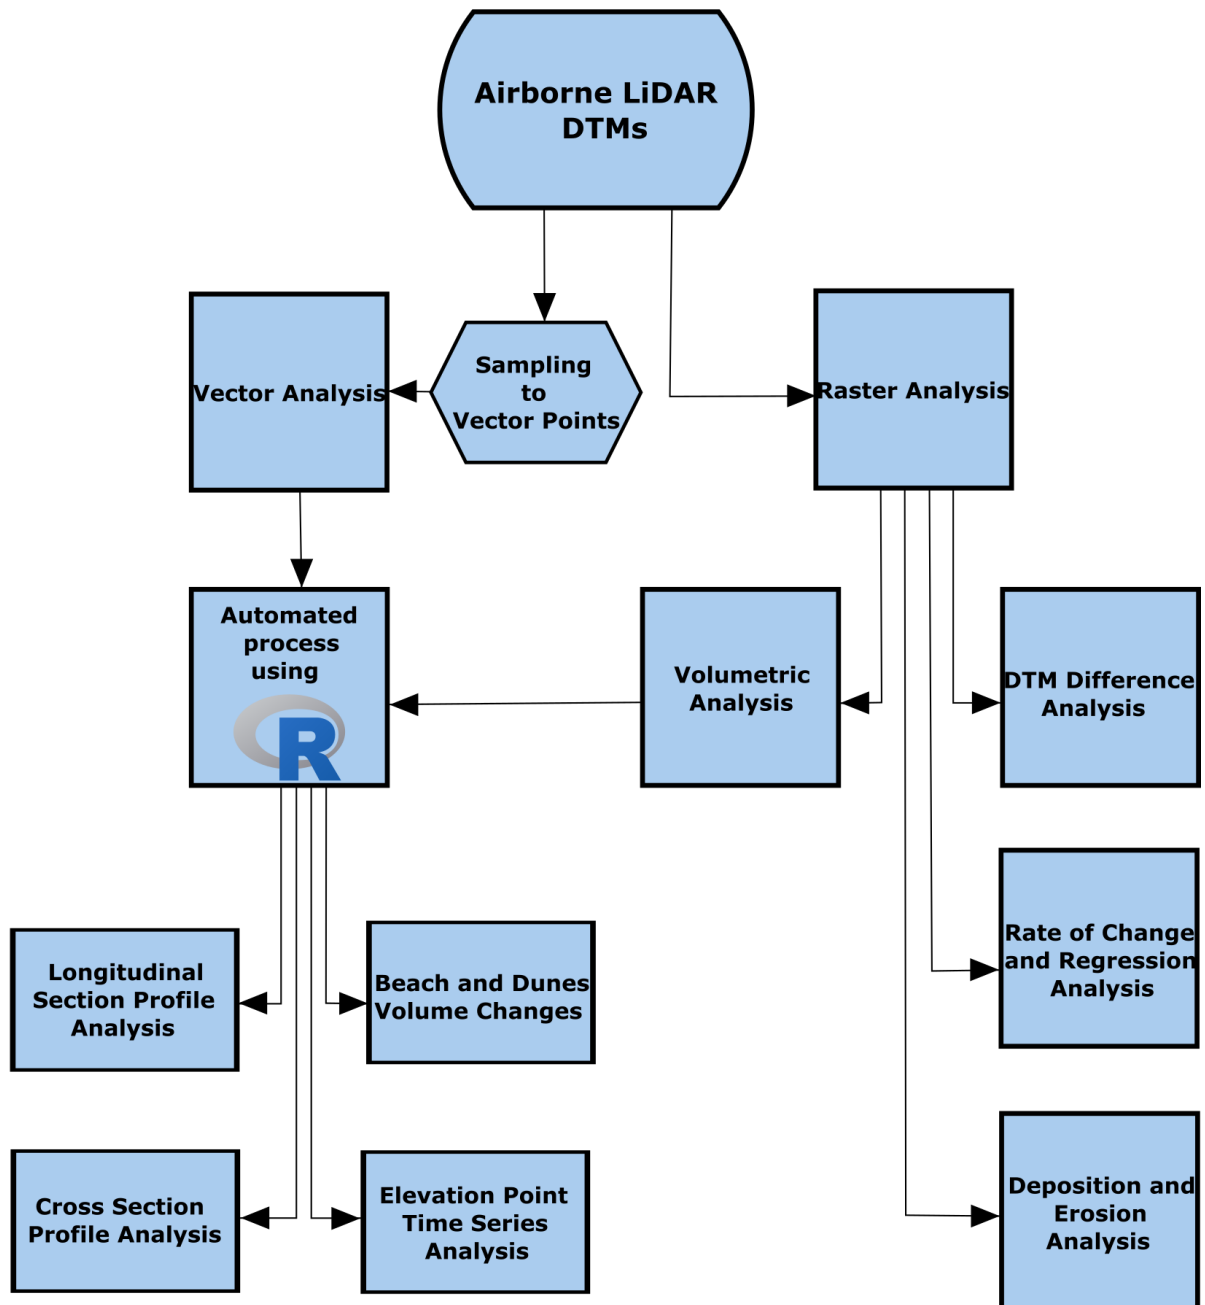 Airborne LiDAR
DTMs
Sampling
to
Vector Points
Vector Analysis
Raster Analysis
Automated
process
using
R
Volumetric
Analysis
DTM Difference
Analysis
Rate of Change
and Regression
Analysis
Longitudinal
Section Profile
Analysis
Beach and Dunes
Volume Changes
Cross Section
Profile Analysis
Elevation Point
Time Series
Analysis
Deposition and
Erosion
Analysis